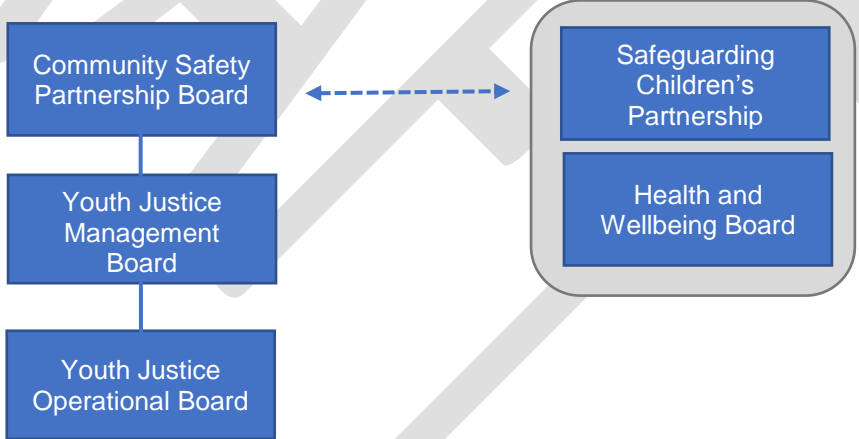 Community Safety
Partnership Board
Safeguarding
Children’s
Partnership
Youth Justice
Management
Board
Health and
Wellbeing Board
Youth Justice
Operational Board